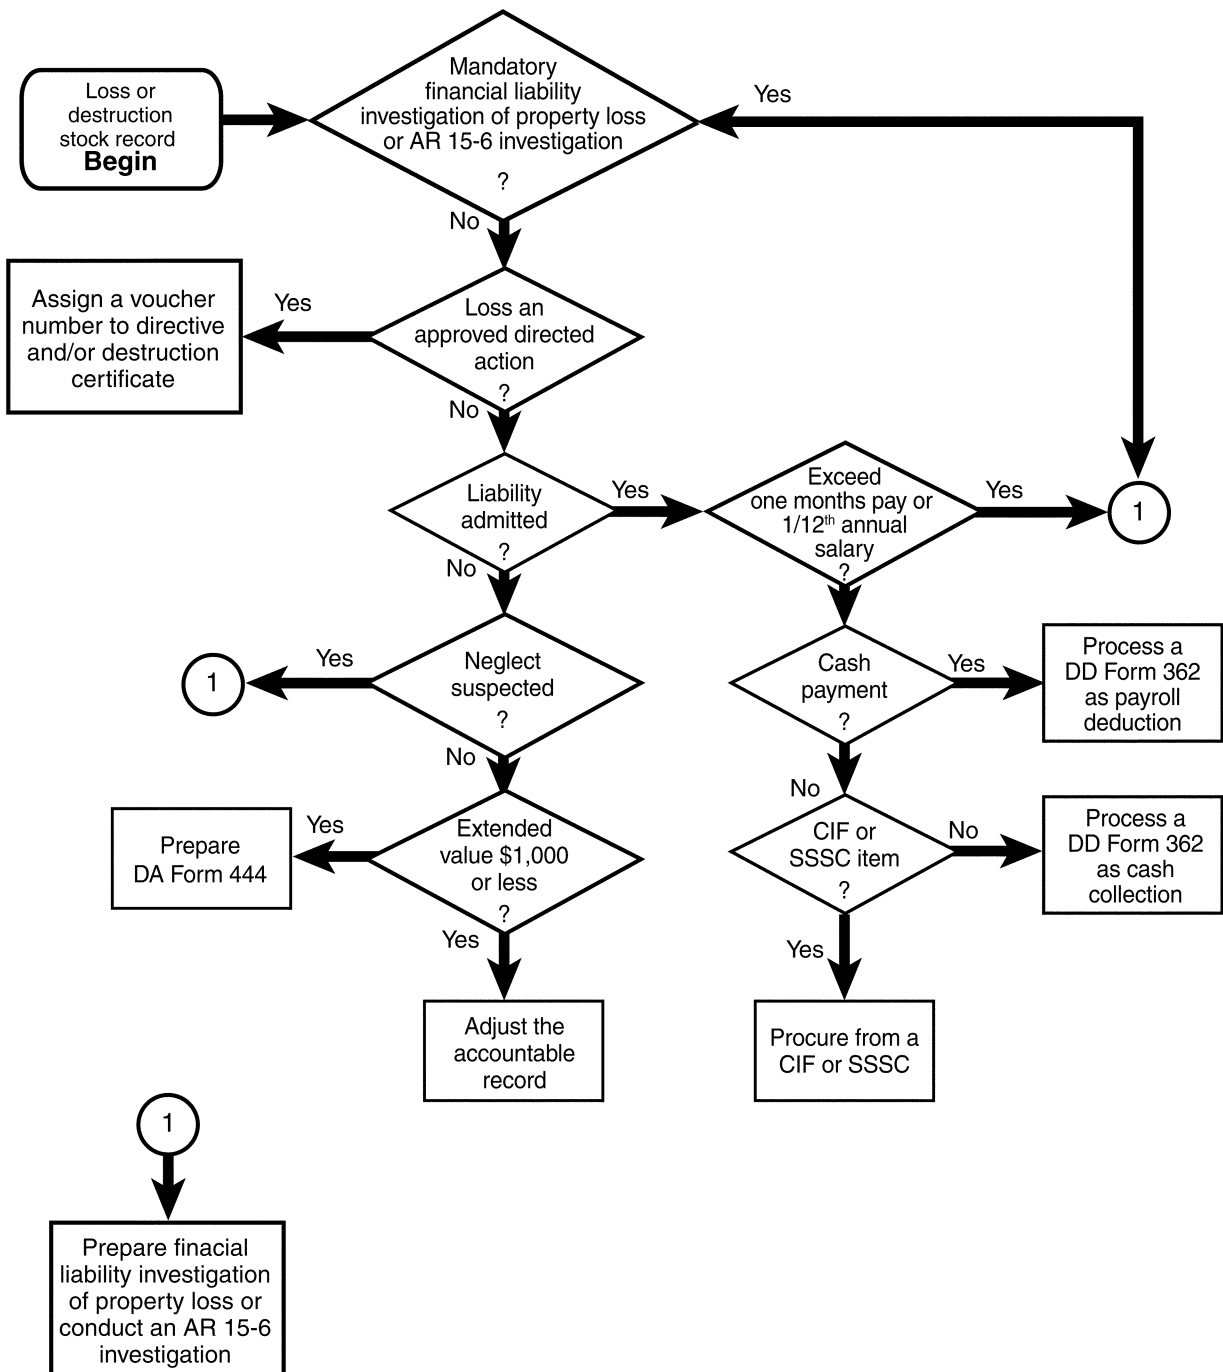 Loss or
destruction
stock record
Begin
Mandatory
financial liability
investigation of property loss
or AR 15-6 investigation
?
Yes
No
Assign a voucher
number to directive
and/or destruction
certificate
Yes
Loss an
approved directed
action
?
No
Liability
admitted
?
Yes
Exceed
one months pay or
1/12th annual
salary
?
Yes
1
No
1
Yes
Neglect
suspected
?
Cash
payment
?
Yes
Process a
DD Form 362
as payroll
deduction
No
No
Prepare
DA Form 444
Yes
Extended
value $1,000
or less
?
CIF or
SSSC item
?
No
Process a
DD Form 362
as cash
collection
Yes
Yes
Adjust the
accountable
record
Procure from a
CIF or SSSC
1
Prepare finacial
liability investigation
of property loss or
conduct an AR 15-6
investigation